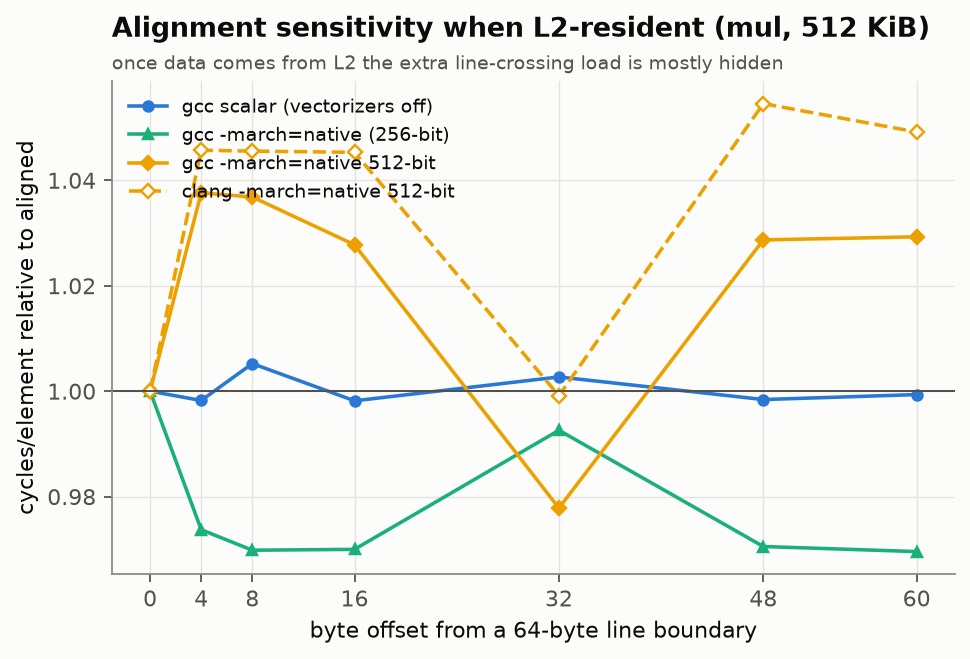 Alignment sensitivity when L2-resident (mul, 512 KiB)
once data comes from L2 the extra line-crossing load is mostly hidden
gcc scalar (vectorizers off)
gcc -march=native (256-bit)
gcc -march=native 512-bit
clang -march=native 512-bit
cycles/element relative to aligned
1.04
1.02
1.00
0.98
0 4 8 16 32 48 60
byte offset from a 64-byte line boundary